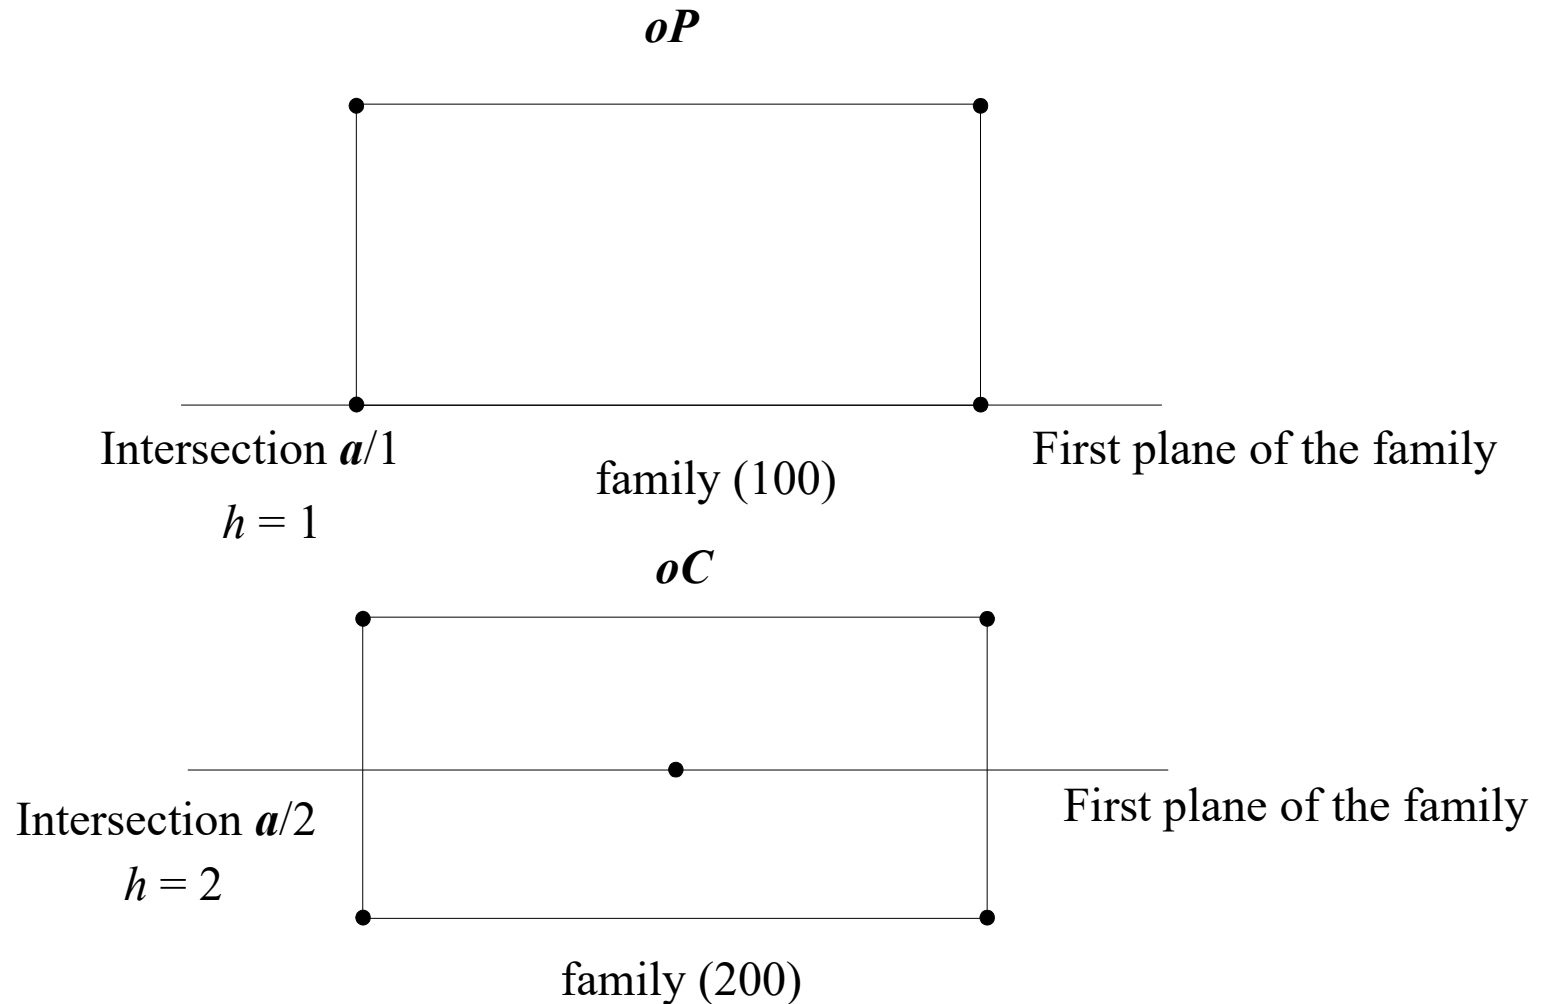 oP
Intersection a/1
First plane of the family
family (100)
h = 1
oC
Intersection a/2
First plane of the family
h = 2
family (200)